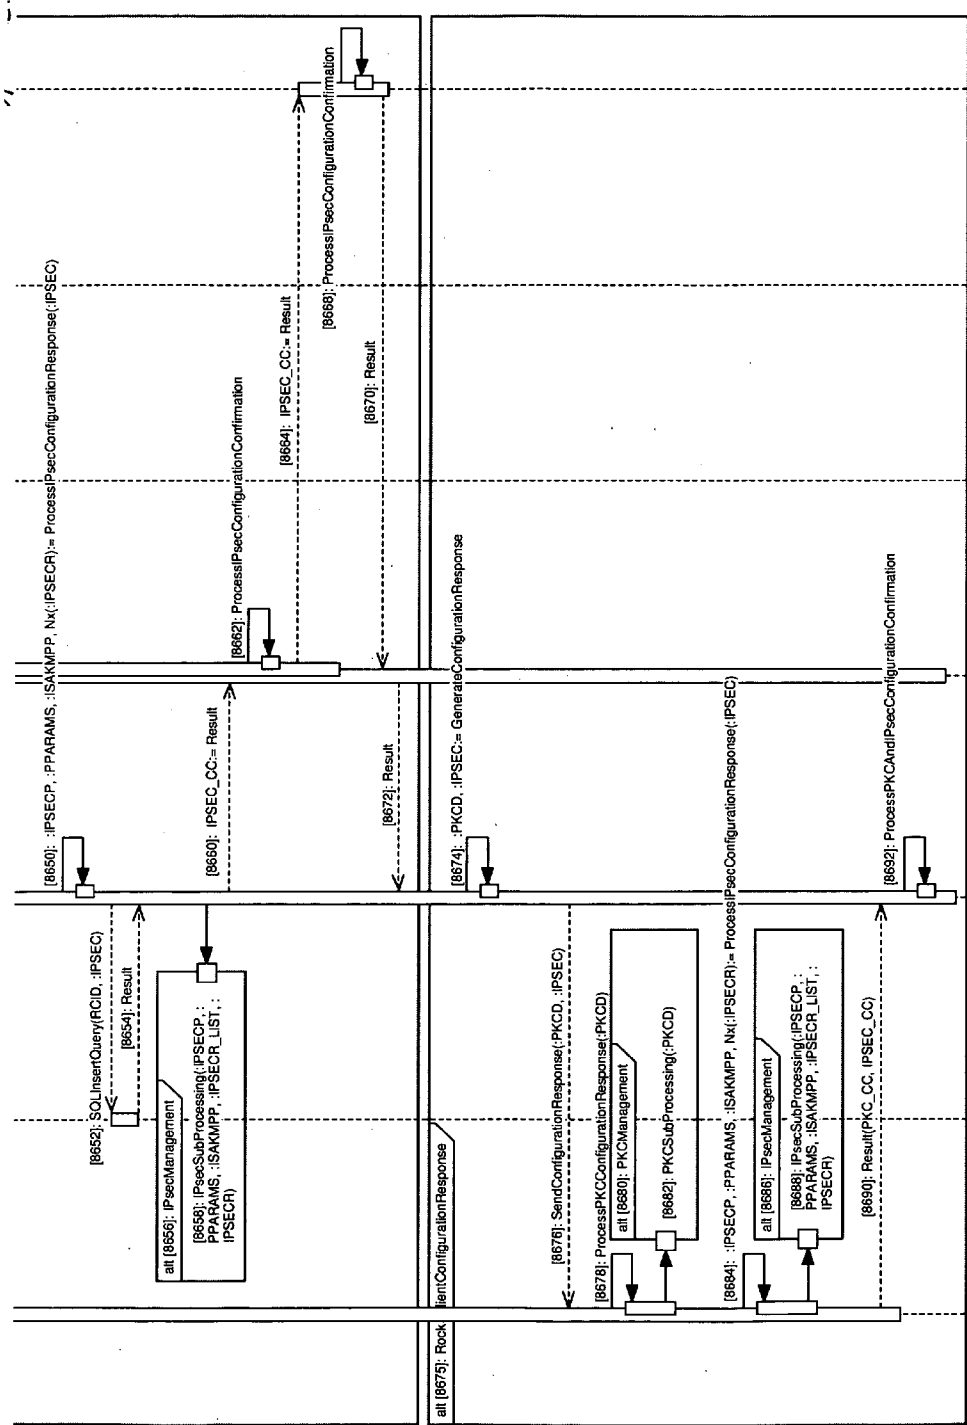 [8650]: :IPSECP, :PPARAMS, :ISAKMPP, Nx(:IPSECR):= ProcessIPsecConfigurationResponse(:IPSEC)
[8652]: SQLInsertQuery(RCID, :IPSEC)
[8654]: Result
alt [8656]: IPsecManagement
[8658]: IPsecSubProcessing(:IPSECP, :
PPARAMS, :ISAKMPP, :IPSECR_LIST, :
IPSECR)
[8660]: IPSEC_CC:= Result
[8662]: ProcessIPsecConfigurationConfirmation
[8664]: IPSEC_CC:= Result
[8668]: ProcessIPsecConfigurationConfirmation
[8670]: Result
[8672]: Result
alt [8675]: Rock lientConfigurationResponse
[8674]: :PKCD, :IPSEC:= GenerateConfigurationResponse
[8676]: SendConfigurationResponse(:PKCD, :IPSEC)
[8678]: ProcessPKCConfigurationResponse(:PKCD)
alt [8680]: PKCManagement
[8682]: PKCSubProcessing(:PKCD)
[8684]: :IPSECP, :PPARAMS, :ISAKMPP, Nx(:IPSECR):= ProcessIPsecConfigurationResponse(:IPSEC)
alt [8686]: IPsecManagement
[8688]: IPsecSubProcessing(:IPSECP, :
PPARAMS, :ISAKMPP, :IPSECR_LIST, :
IPSECR)
[8690]: Result(PKC_CC, IPSEC_CC)
[8692]: ProcessPKCAndIPsecConfigurationConfirmation